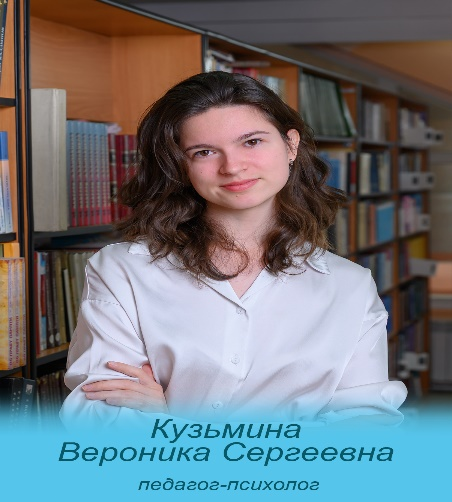 Кузьмина
Вероника Сергеевна
педагог-психолог